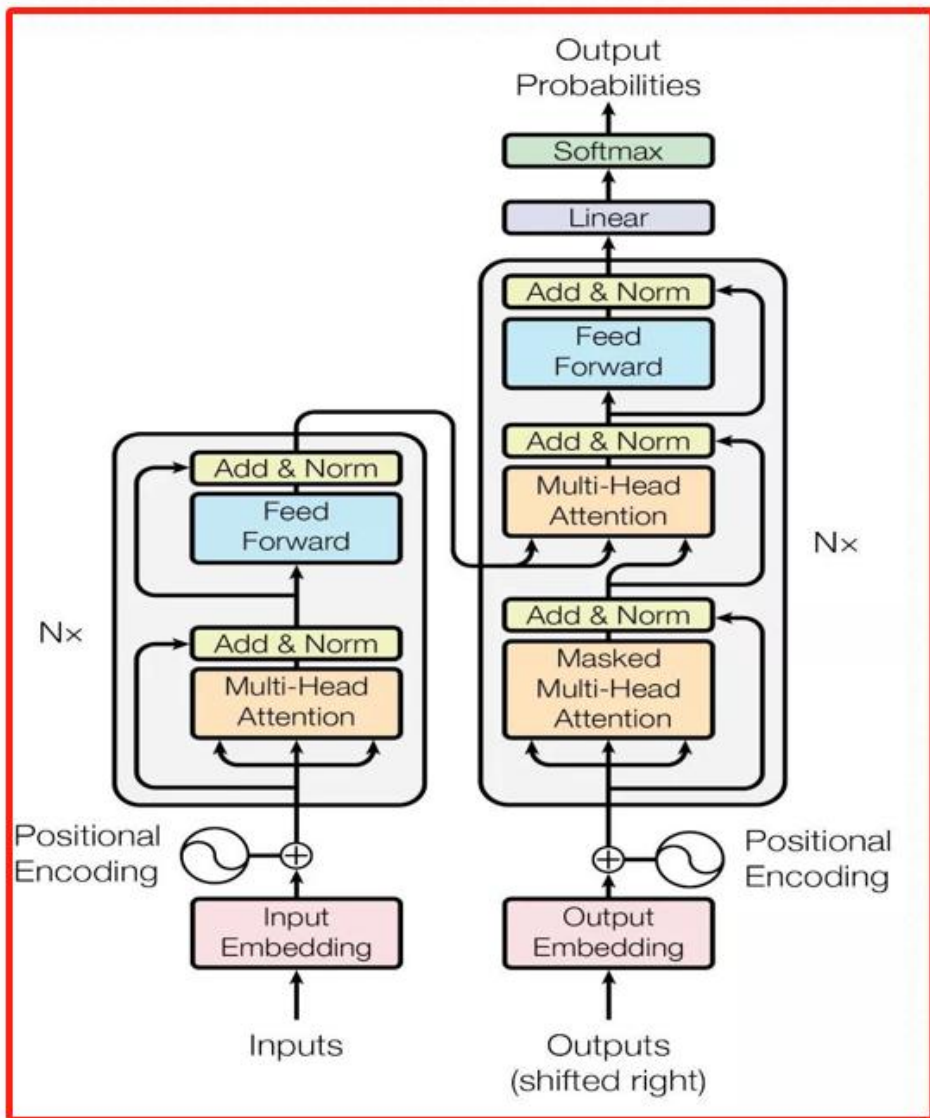 Output
Probabilities
Softmax
Linear
Add & Norm
Feed
Forward
Add & Norm
Multi-Head
Attention
Add & Norm
Masked
Multi-Head
Attention
Nx
Add & Norm
Feed
Forward
Add & Norm
Multi-Head
Attention
Nx
Positional
Encoding
Positional
Encoding
Input
Embedding
Output
Embedding
Inputs
Outputs
(shifted right)